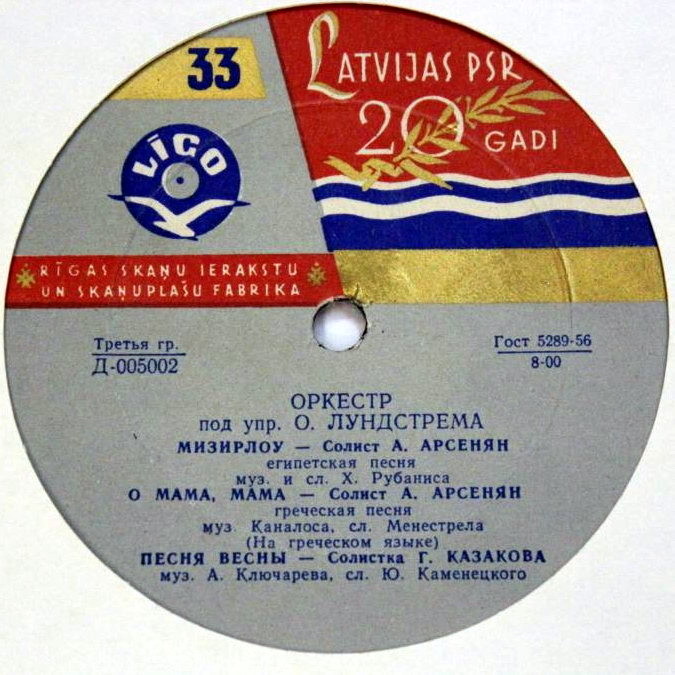 33
LATVIJAS PSR
20 GADI
LĪGO
RĪGAS SKAŅU IERAKSTU
UN SKAŅUPLAŠU FABRIKA
Третья гр.
Д-005002
Гост 5289-56
8-00
ОРКЕСТР
под упр. О. ЛУНДСТРЕМА
МИЗИРЛОУ — Солист А. АРСЕНЯН
египетская песня
муз. и сл. Х. Рубаниса
О МАМА, МАМА — Солист А. АРСЕНЯН
греческая песня
муз. Каналоса, сл. Менестрела
(На греческом языке)
ПЕСНЯ ВЕСНЫ — Солистка Г. КАЗАКОВА
муз. А. Ключарева, сл. Ю. Каменецкого